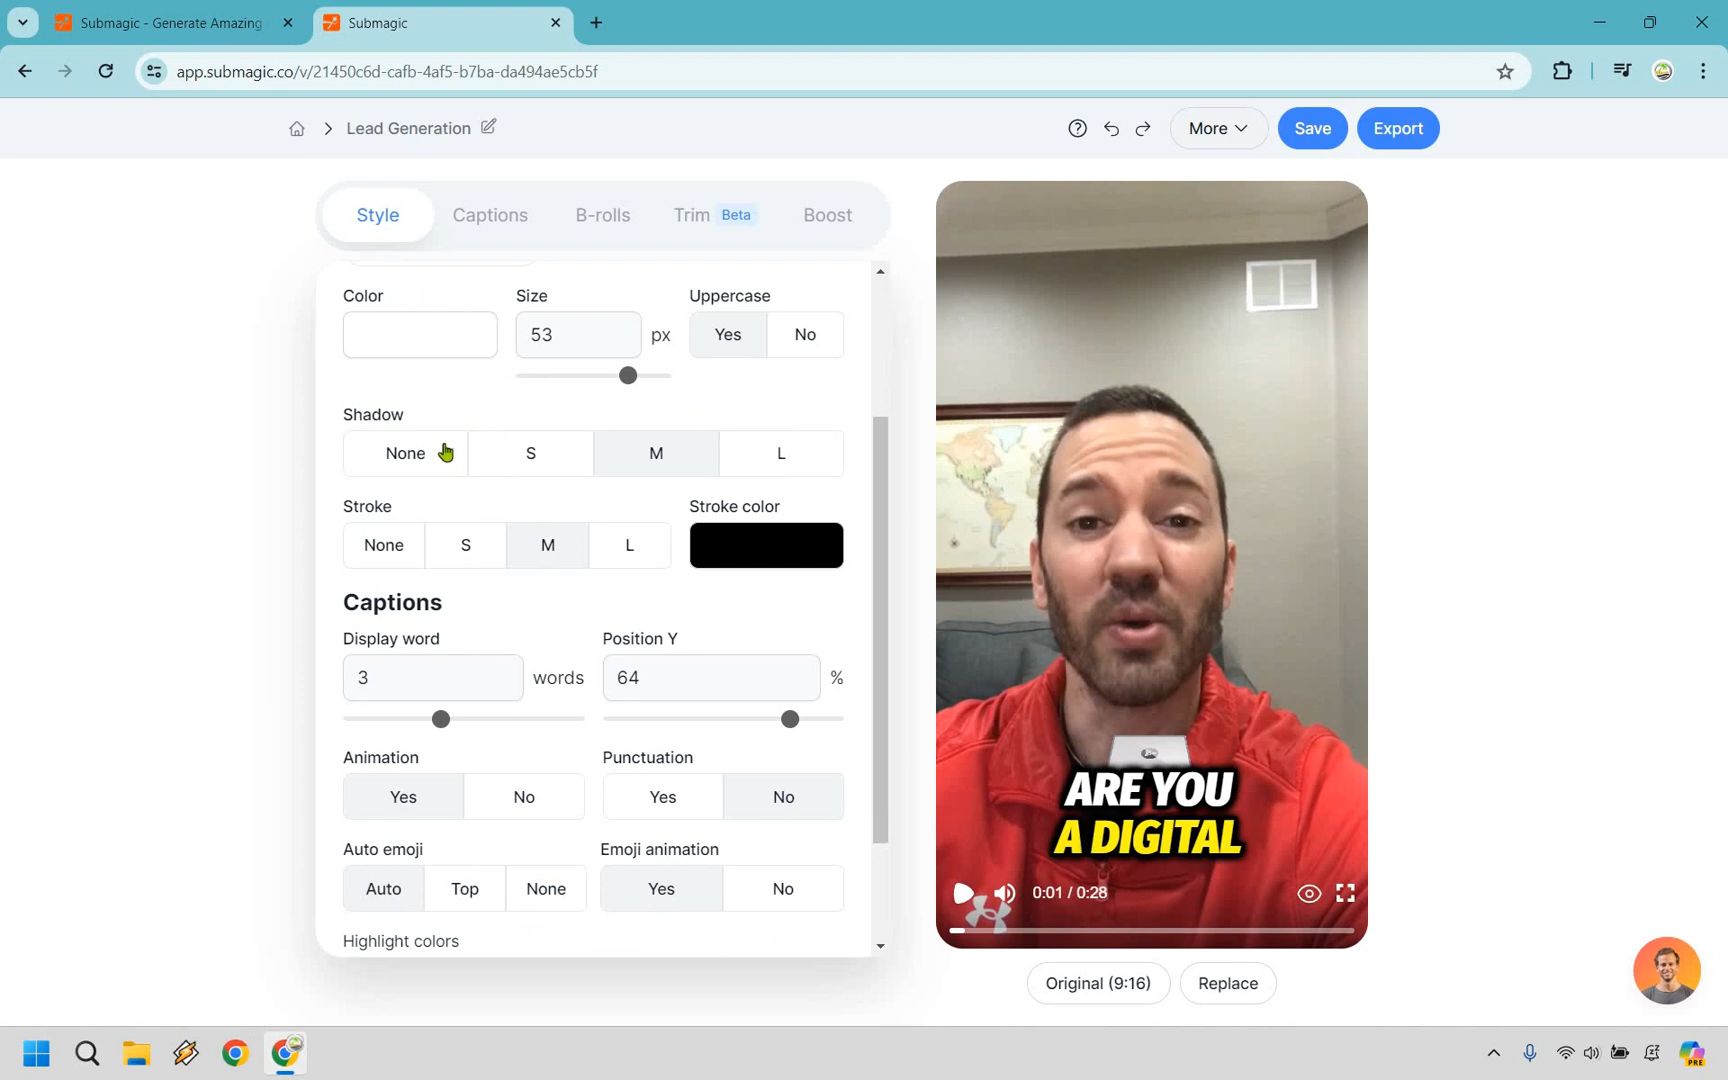 Submagic - Generate Amazing
Submagic
app.submagic.co/v/21450c6d-cafb-4af5-b7ba-da494ae5cb5f
Lead Generation
More
Save
Export
Style
Captions
B-rolls
Trim Beta
Boost
Color
Size
Uppercase
53
px
Yes
No
Shadow
None
S
M
L
Stroke
Stroke color
None
S
M
L
Captions
Display word
Position Y
3
words
64
%
Animation
Punctuation
Yes
No
Yes
No
Auto emoji
Emoji animation
Auto
Top
None
Yes
No
Highlight colors
ARE YOU
A DIGITAL
0:01 / 0:28
Original (9:16)
Replace
PRE